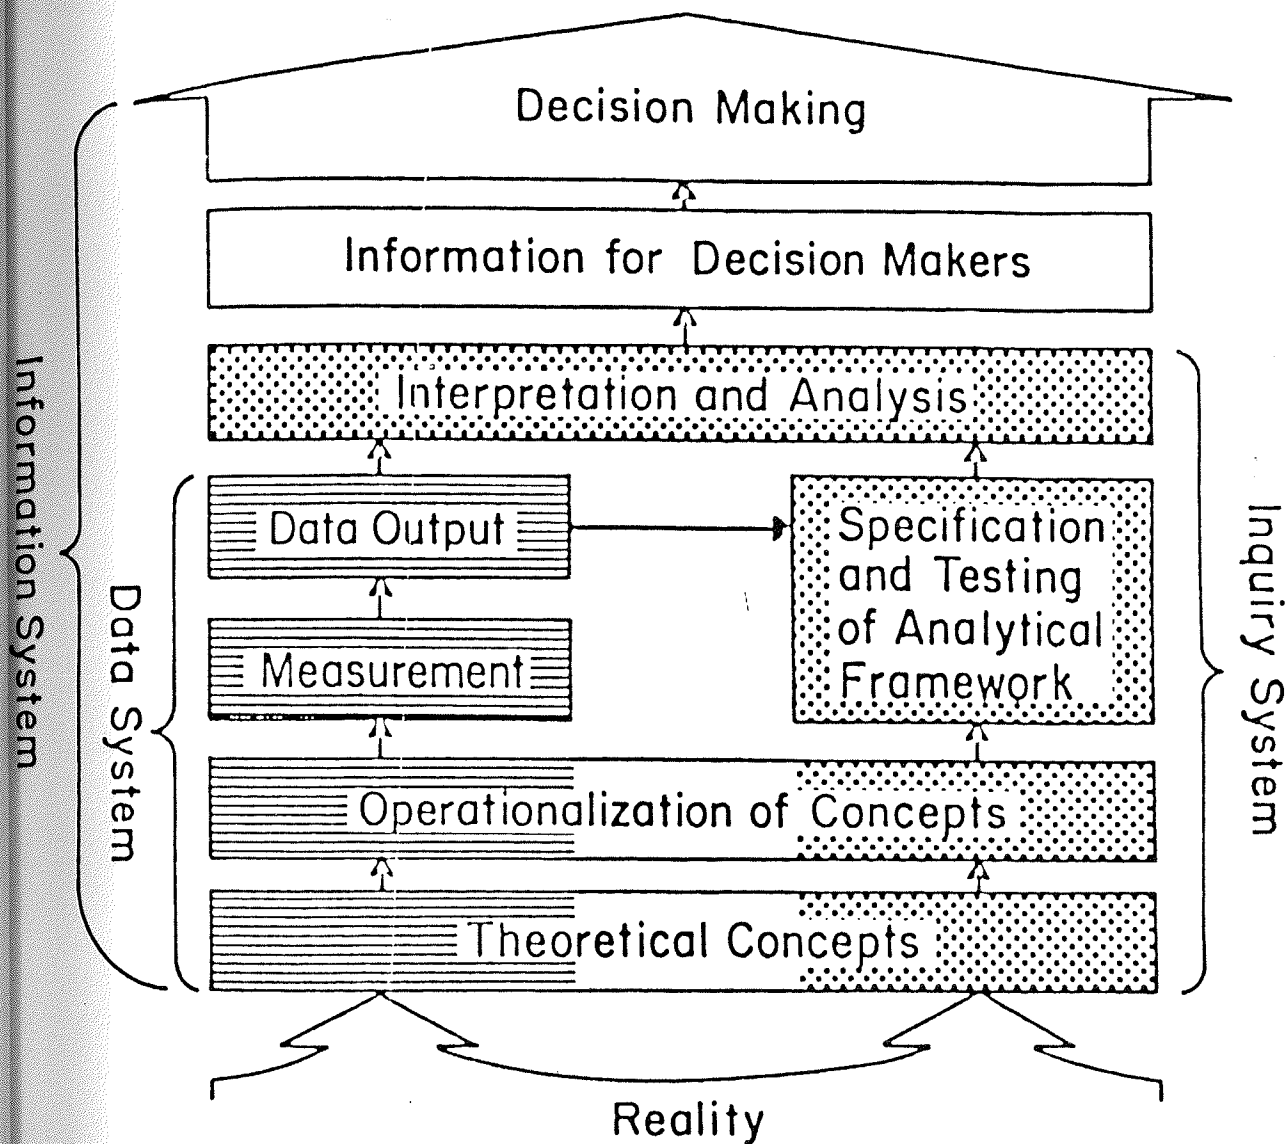 Decision Making
Information for Decision Makers
Interpretation and Analysis
Data Output
Specification
and Testing
of Analytical
Framework
Measurement
Operationalization of Concepts
Theoretical Concepts
Reality
Information System
Data System
Inquiry System